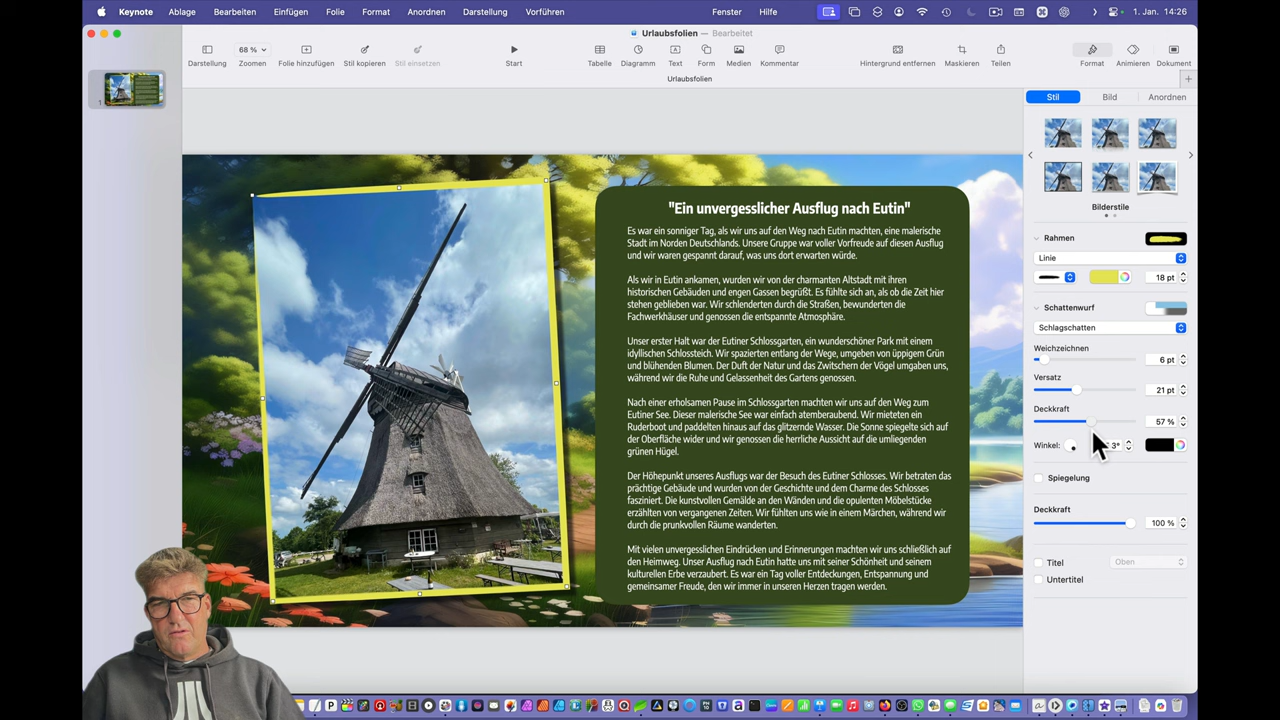 Keynote Ablage Bearbeiten Einfügen Folie Format Anordnen Darstellung Vorführen Fenster Hilfe 1. Jan. 14:26
Urlaubsfolien — Bearbeitet
68 %
Darstellung Zoomen Folie hinzufügen Stil kopieren Stil einsetzen Start Tabelle Diagramm Text Form Medien Kommentar Hintergrund entfernen Maskieren Teilen Format Animieren Dokument
Urlaubsfolien
Stil Bild Anordnen
1
"Ein unvergesslicher Ausflug nach Eutin"
Es war ein sonniger Tag, als wir uns auf den Weg nach Eutin machten, eine malerische
Stadt im Norden Deutschlands. Unsere Gruppe war voller Vorfreude auf diesen Ausflug
und wir waren gespannt darauf, was uns dort erwarten würde.
Als wir in Eutin ankamen, wurden wir von der charmanten Altstadt mit ihren
historischen Gebäuden und engen Gassen begrüßt. Es fühlte sich an, als ob die Zeit hier
stehen geblieben war. Wir schlenderten durch die Straßen, bewunderten die
Fachwerkhäuser und genossen die entspannte Atmosphäre.
Unser erster Halt war der Eutiner Schlossgarten, ein wunderschöner Park mit einem
idyllischen Schlossteich. Wir spazierten entlang der Wege, umgeben von üppigem Grün
und blühenden Blumen. Der Duft der Natur und das Zwitschern der Vögel umgaben uns,
während wir die Ruhe und Gelassenheit des Gartens genossen.
Nach einer erholsamen Pause im Schlossgarten machten wir uns auf den Weg zum
Eutiner See. Dieser malerische See war einfach atemberaubend. Wir mieteten ein
Ruderboot und paddelten hinaus auf das glitzernde Wasser. Die Sonne spiegelte sich auf
der Oberfläche wider und wir genossen die herrliche Aussicht auf die umliegenden
grünen Hügel.
Der Höhepunkt unseres Ausflugs war der Besuch des Eutiner Schlosses. Wir betraten das
prächtige Gebäude und wurden von der Geschichte und dem Charme des Schlosses
fasziniert. Die kunstvollen Gemälde an den Wänden und die opulenten Möbelstücke
erzählten von vergangenen Zeiten. Wir fühlten uns wie in einem Märchen, während wir
durch die prunkvollen Räume wanderten.
Mit vielen unvergesslichen Eindrücken und Erinnerungen machten wir uns schließlich auf
den Heimweg. Unser Ausflug nach Eutin hatte uns mit seiner Schönheit und seinem
kulturellen Erbe verzaubert. Es war ein Tag voller Entdeckungen, Entspannung und
gemeinsamer Freude, den wir immer in unseren Herzen tragen werden.
Bilderstile
Rahmen
Linie
18 pt
Schattenwurf
Schlagschatten
Weichzeichnen
6 pt
Versatz
21 pt
Deckkraft
57 %
Winkel:
Spiegelung
Deckkraft
100 %
Titel Oben
Untertitel